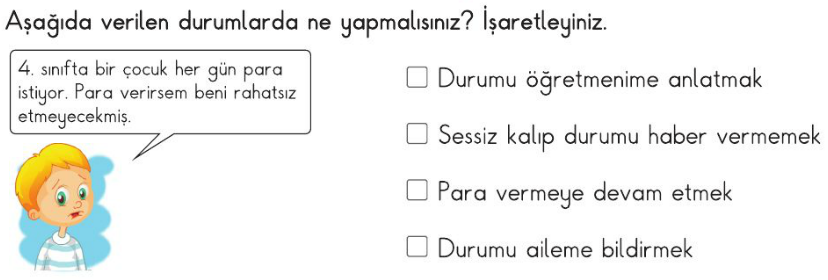 Aşağıda verilen durumlarda ne yapmalısınız? İşaretleyiniz.
4. sınıfta bir çocuk her gün para
istiyor. Para verirsem beni rahatsız
etmeyecekmiş.
Durumu öğretmenime anlatmak
Sessiz kalıp durumu haber vermemek
Para vermeye devam etmek
Durumu aileme bildirmek